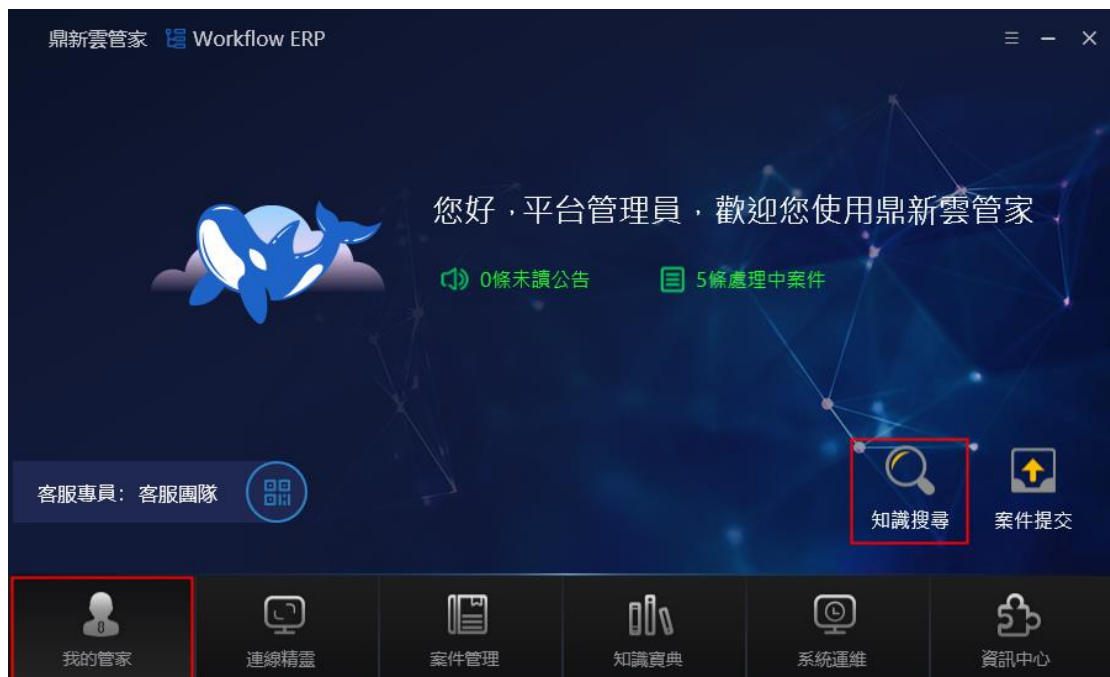 鼎新雲管家 Workflow ERP
您好，平台管理員，歡迎您使用鼎新雲管家
0條未讀公告 5條處理中案件
客服專員：客服團隊
知識搜尋 案件提交
8
我的管家 連線精靈 案件管理 知識寶典 系統運維 資訊中心